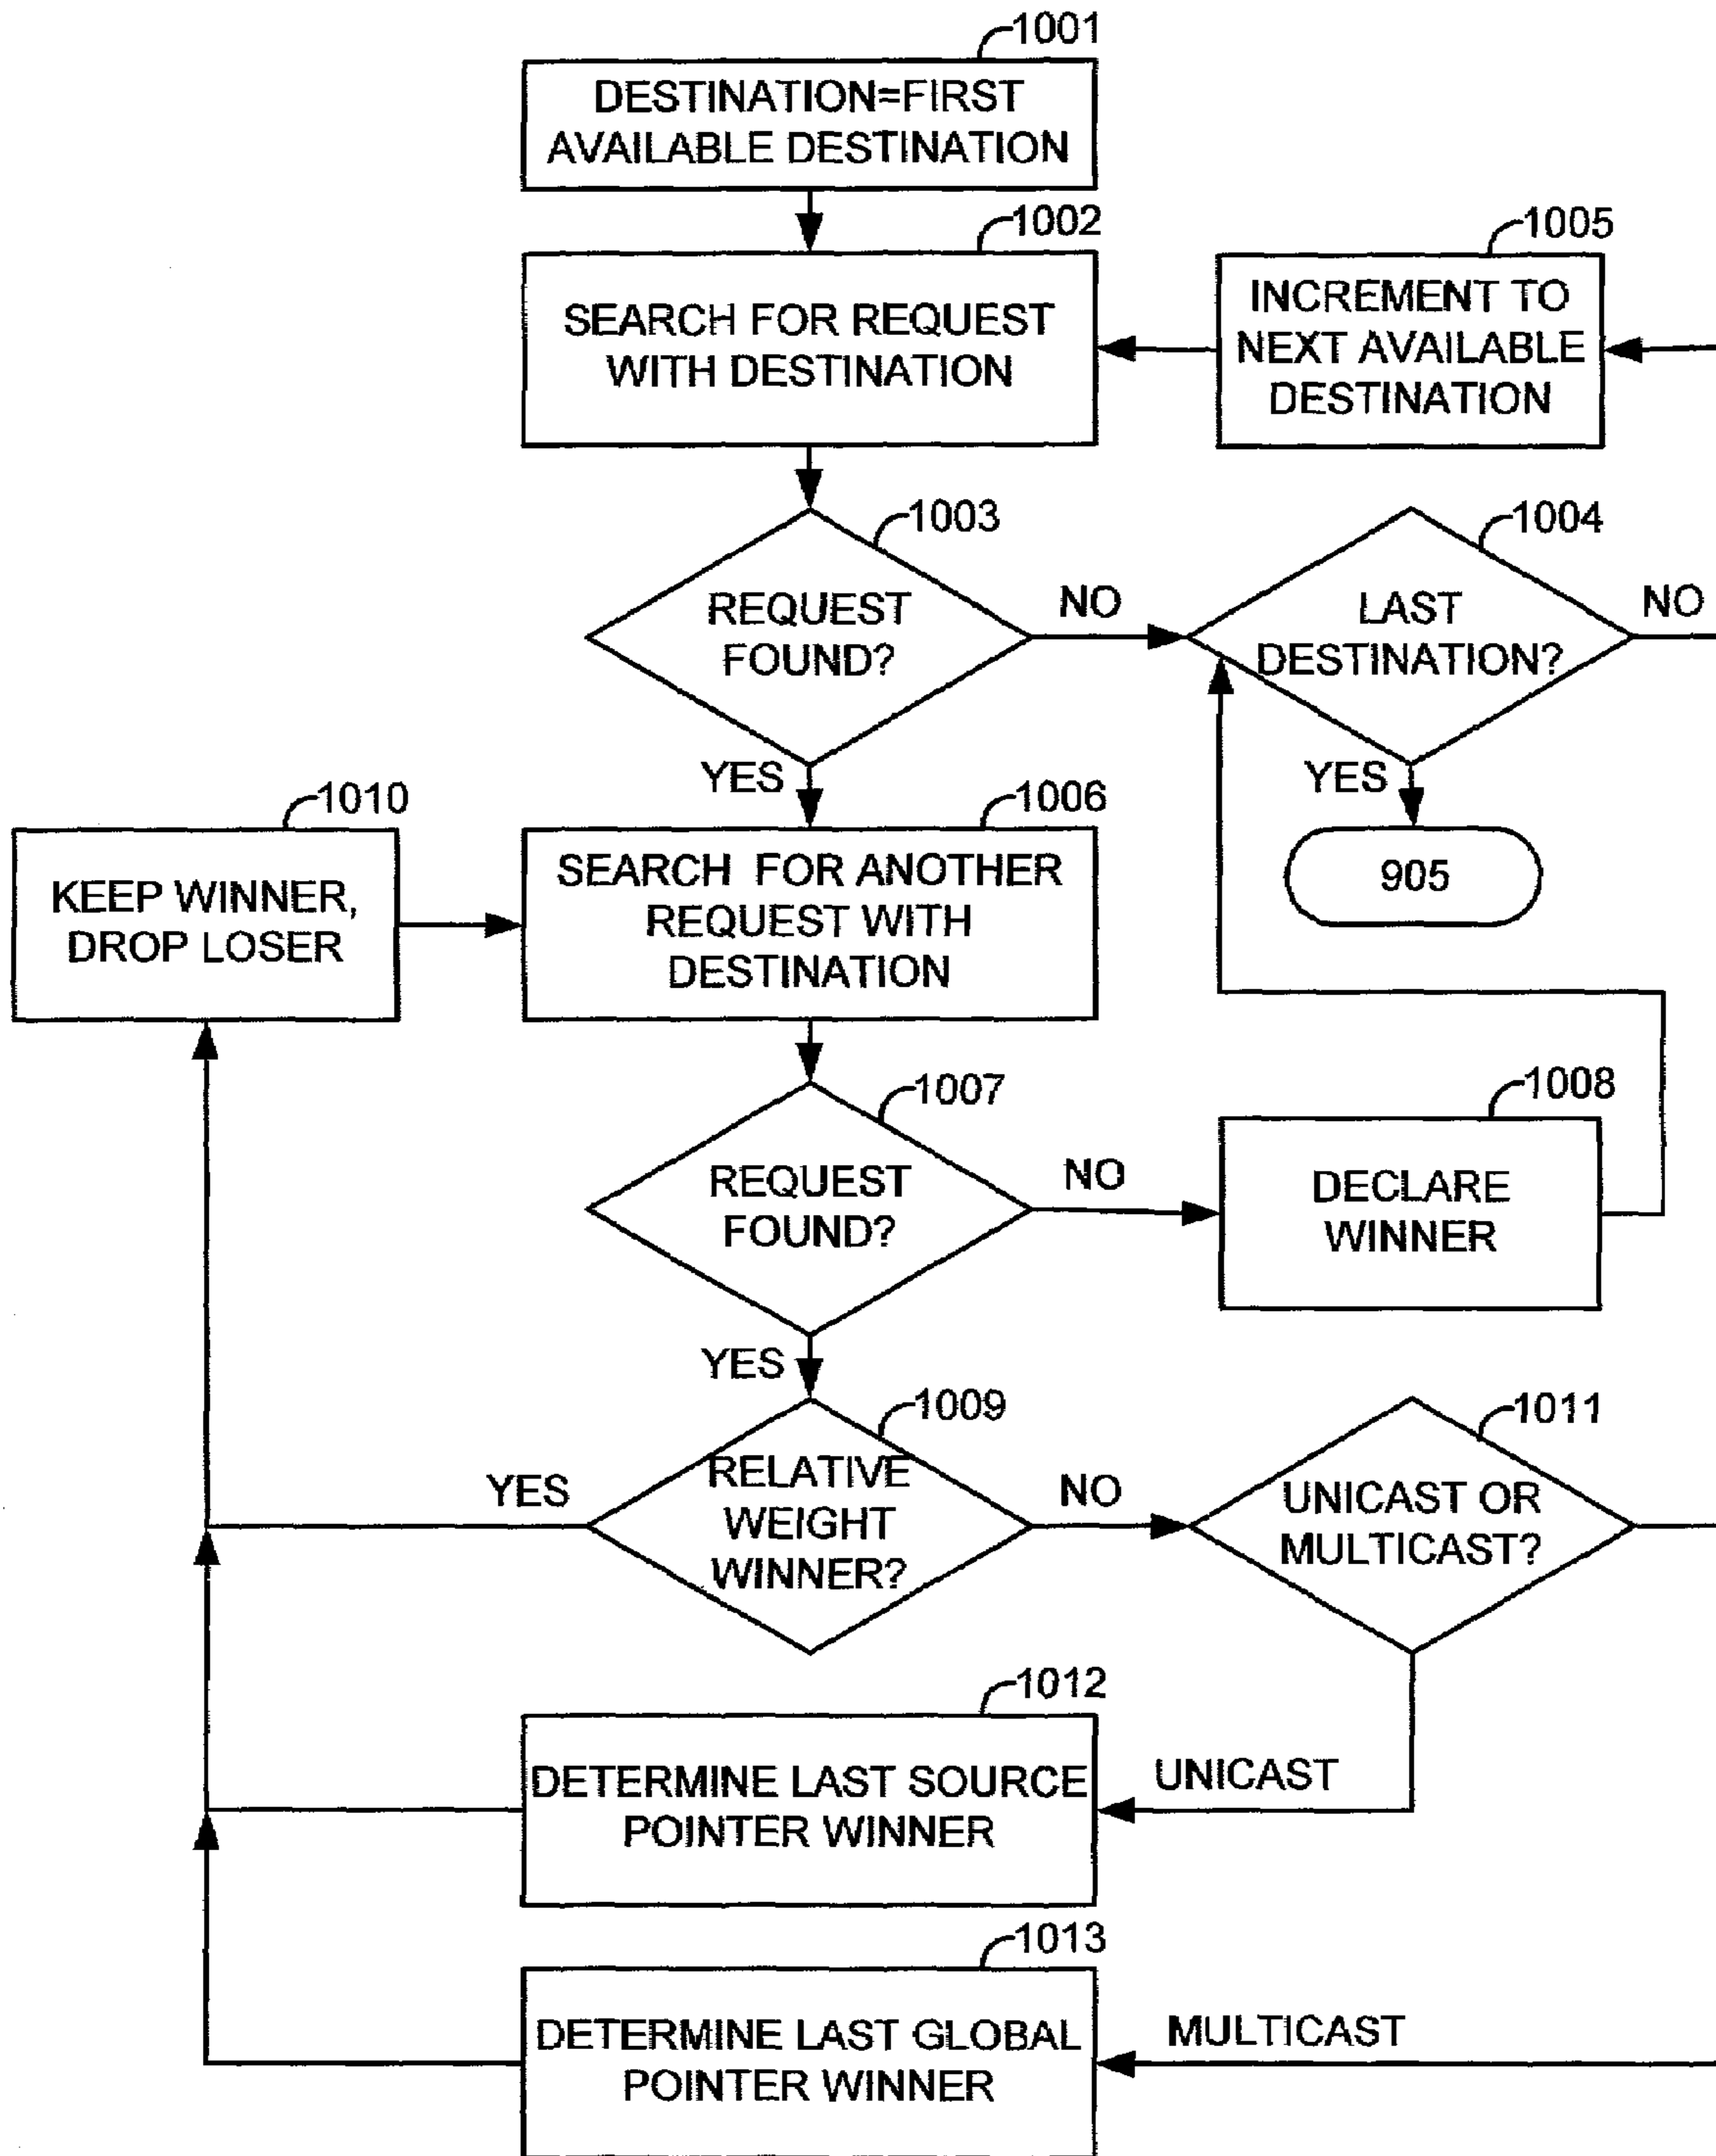 1001
DESTINATION=FIRST
AVAILABLE DESTINATION
1002
SEARCH FOR REQUEST
WITH DESTINATION
1005
INCREMENT TO
NEXT AVAILABLE
DESTINATION
1003
REQUEST
FOUND?
NO
YES
1004
LAST
DESTINATION?
NO
YES
905
1010
KEEP WINNER,
DROP LOSER
1006
SEARCH FOR ANOTHER
REQUEST WITH
DESTINATION
1007
REQUEST
FOUND?
NO
YES
1008
DECLARE
WINNER
1009
RELATIVE
WEIGHT
WINNER?
YES
NO
1011
UNICAST OR
MULTICAST?
1012
DETERMINE LAST SOURCE
POINTER WINNER
UNICAST
1013
DETERMINE LAST GLOBAL
POINTER WINNER
MULTICAST